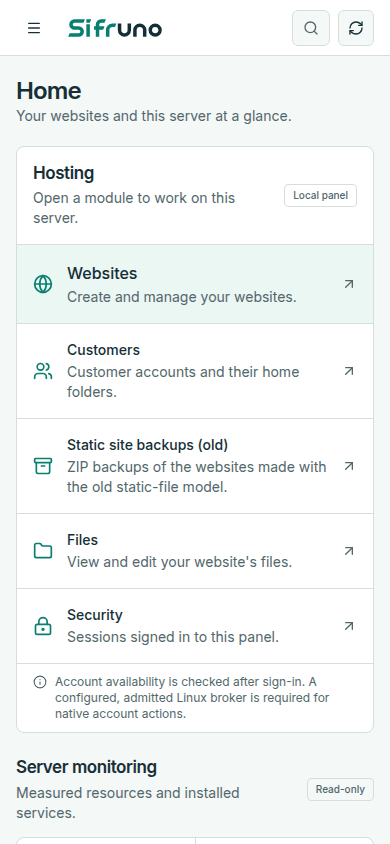 Sifruno
Home
Your websites and this server at a glance.
Hosting
Open a module to work on this
server.
Local panel
Websites
Create and manage your websites.
Customers
Customer accounts and their home
folders.
Static site backups (old)
ZIP backups of the websites made with
the old static-file model.
Files
View and edit your website's files.
Security
Sessions signed in to this panel.
Account availability is checked after sign-in. A
configured, admitted Linux broker is required for
native account actions.
Server monitoring
Measured resources and installed
services.
Read-only